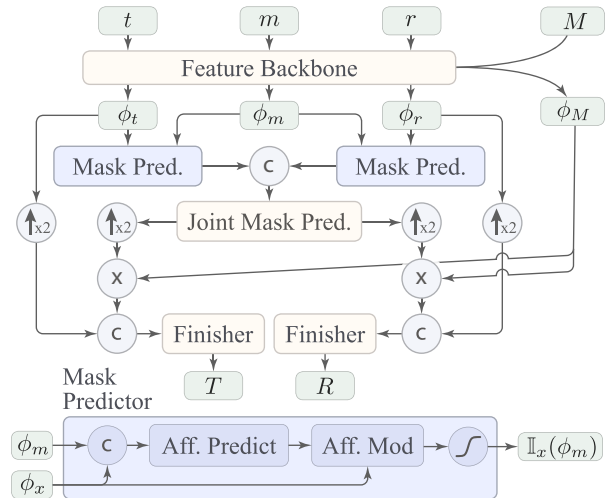 t m r M
Feature Backbone
ϕ_t ϕ_m ϕ_r ϕ_M
Mask Pred. C Mask Pred.
x2 x2 Joint Mask Pred. x2 x2
X X
C Finisher Finisher C
T R
Mask
Predictor
ϕ_m C Aff. Predict Aff. Mod 𝕀_x(ϕ_m)
ϕ_x